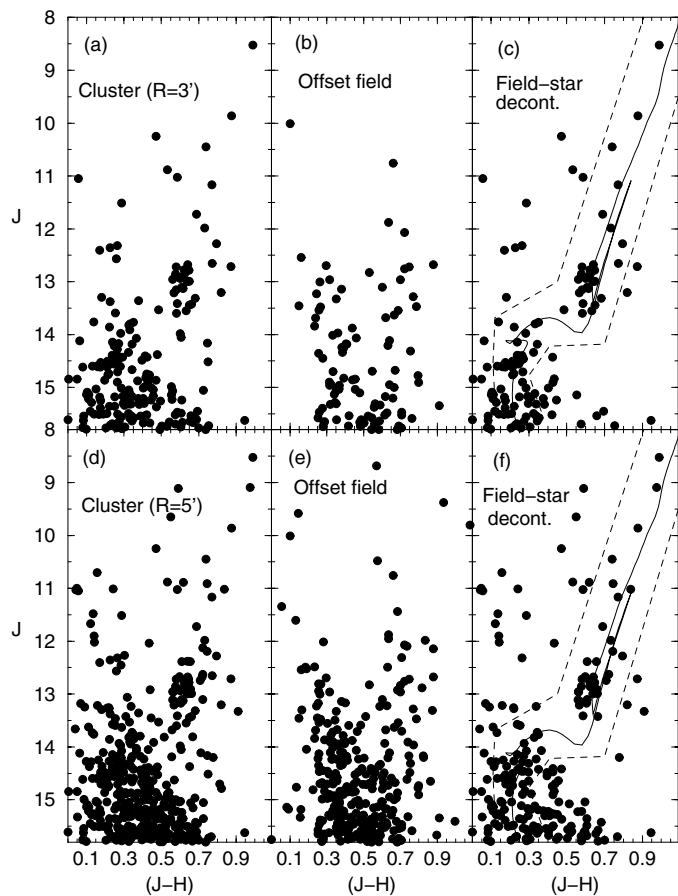 8
9
10
11
12
13
14
15
J
(a)
Cluster (R=3')
(b)
Offset field
(c)
Field-star
decont.
8
9
10
11
12
13
14
15
J
(d)
Cluster (R=5')
(e)
Offset field
(f)
Field-star
decont.
0.1 0.3 0.5 0.7 0.9
0.1 0.3 0.5 0.7 0.9
0.1 0.3 0.5 0.7 0.9
(J-H)
(J-H)
(J-H)